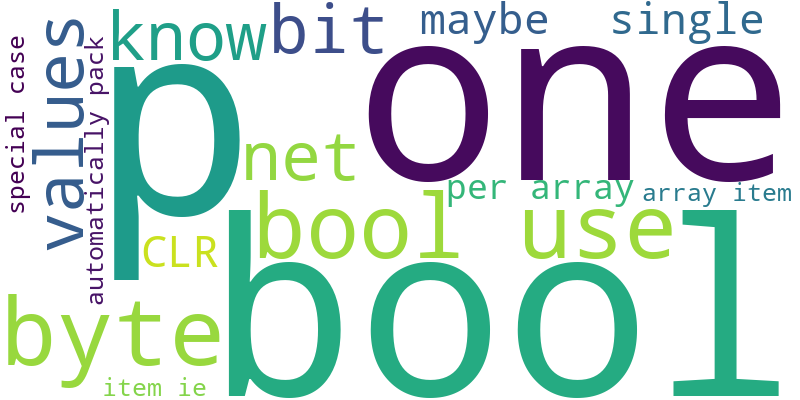 special case
values
automatically pack
know
bit
maybe
single
p
one
net
per array
array item
CLR
bool use
byte
bool
item ie